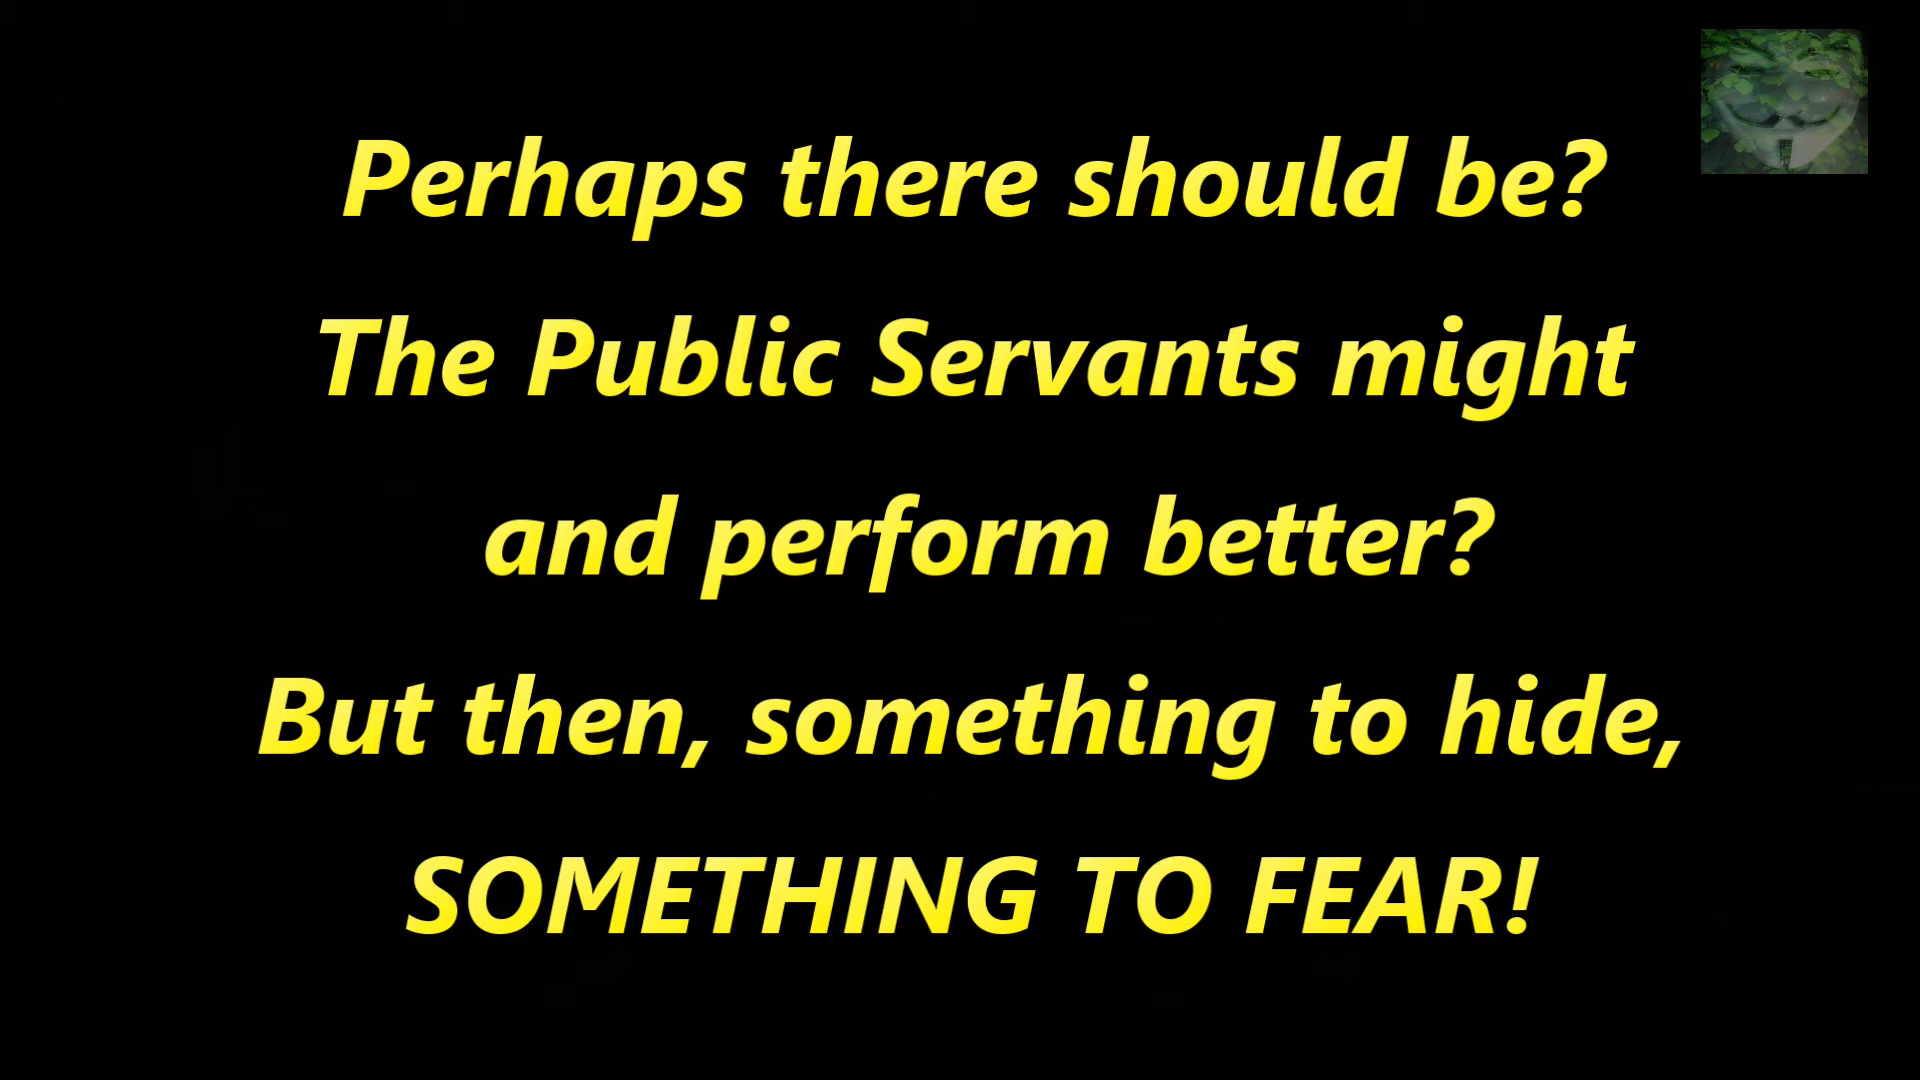 Perhaps there should be?
The Public Servants might
and perform better?
But then, something to hide,
SOMETHING TO FEAR!